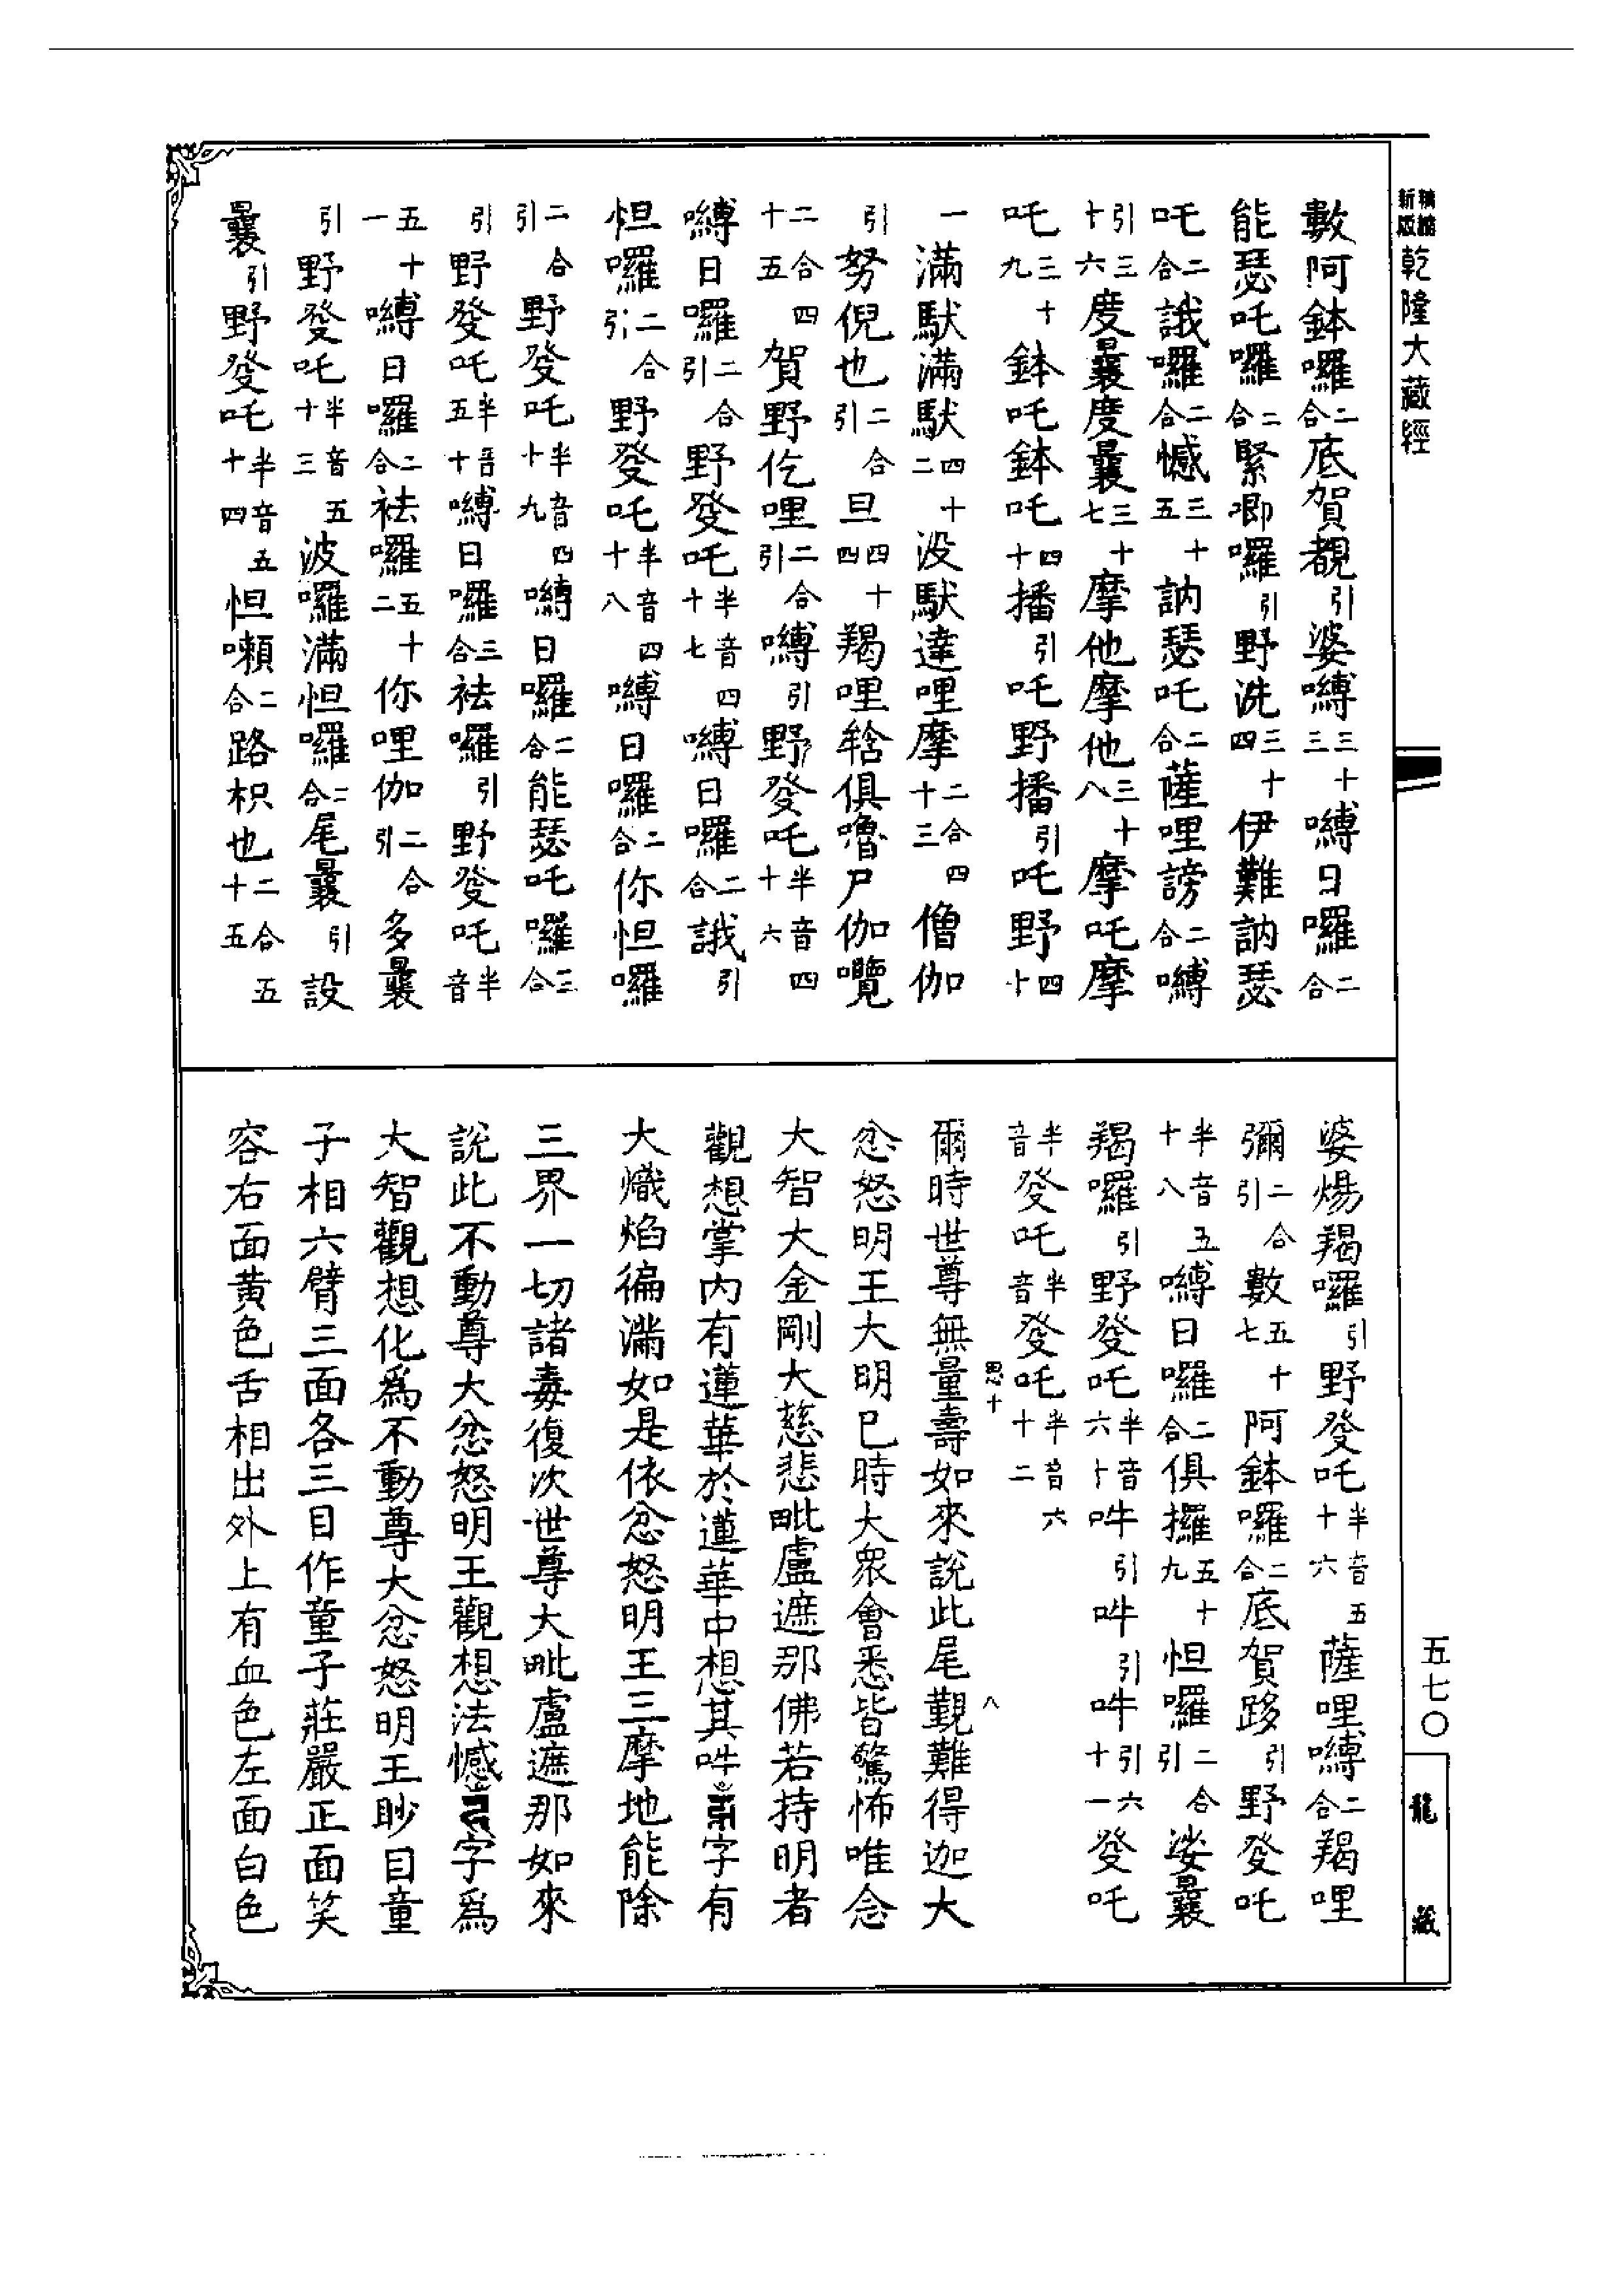 新版精縮乾隆大藏經
數阿鉢囉二合底賀覩引婆嚩三十三嚩日囉二合
能瑟吒囉二合緊唧囉引野洗三十四伊難訥瑟
吒二合誐囉二合憾三十五訥瑟吒二合薩哩謗二合嚩
引三十六度曩度曩三十七摩他摩他三十八摩吒摩
吒三十九鉢吒鉢吒四十播引吒野播引吒野四十
一滿馱滿馱四十二沒馱達哩摩二合四十三僧伽
引努倪也二合引旦四十四羯哩辂俱嚕尸伽嚂
二合四十五賀野仡哩二合引嚩引野發吒半音四十六
嚩日囉二合引野發吒半音四十七嚩日囉二合誐引
怛囉二合引野發吒半音四十八嚩日囉二合你怛囉
二合引野發吒半音四十九嚩日囉二合能瑟吒囉二合
引野發吒半音五十嚩日囉二合祛囉引野發吒半音
五十一嚩日囉二合祛囉五十二你哩伽二合引多曩
引野發吒半音五十三波囉滿怛囉二合尾曩引設
曩引野發吒半音五十四怛嚩二合路枳也二合五十五
婆煬羯囉引野發吒半音五十六薩哩嚩二合羯哩
彌二合引數五十七阿鉢囉二合底賀路引野發吒
半音五十八嚩日囉二合俱攞五十九怛囉二合引娑曩
羯囉引野發吒半音六十吽引吽引吽引六十一發吒
半音發吒半音發吒半音六十二
爾時世尊無量壽如來說此尾覲難得迦大
忿怒明王大明已時大衆會悉皆驚怖唯念
大智大金剛大慈悲毗盧遮那佛若持明者
觀想掌內有蓮華於蓮華中想其吽字有
大熾焰徧滿如是依忿怒明王三摩地能除
三界一切諸毒復次世尊大毗盧遮那如來
說此不動尊大忿怒明王觀想法憾字爲
大智觀想化爲不動尊大忿怒明王眇目童
子相六臂三面各三目作童子莊嚴正面笑
容右面黃色舌相出外上有血色左面白色
思十
八
五七〇
龍藏